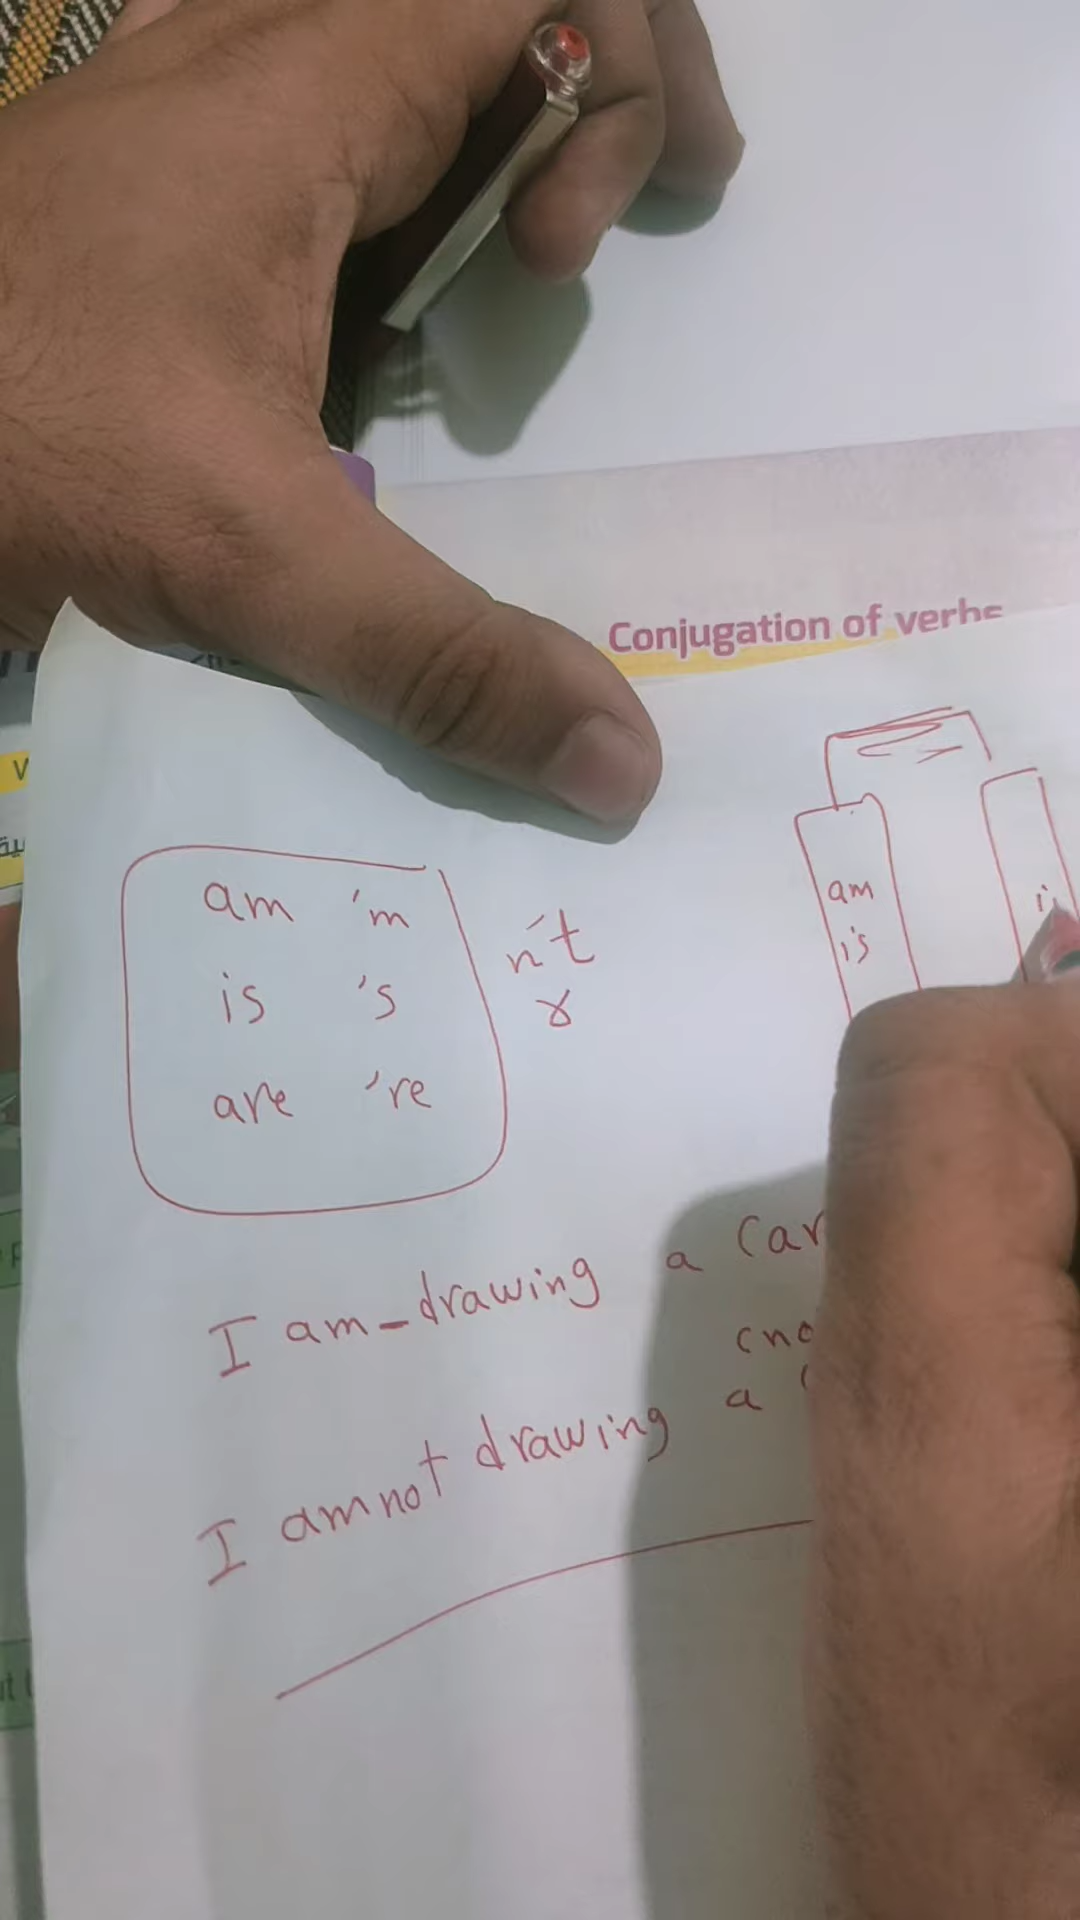 Conjugation of verbs
am 'm
is 's
are 're
n't
am
is
I am drawing a Car
I am not drawing a